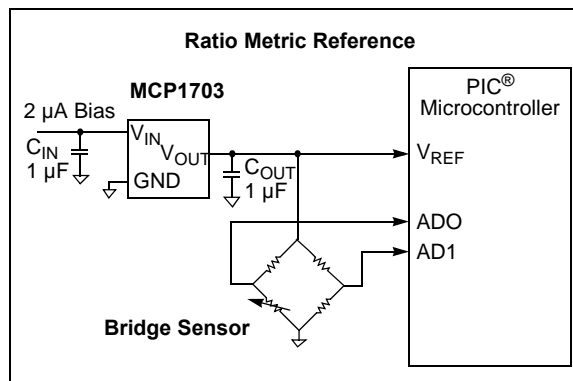 Ratio Metric Reference
PIC®
Microcontroller
MCP1703
2 µA Bias
VIN
VOUT
CIN
1 µF
GND
COUT
1 µF
VREF
ADO
AD1
Bridge Sensor